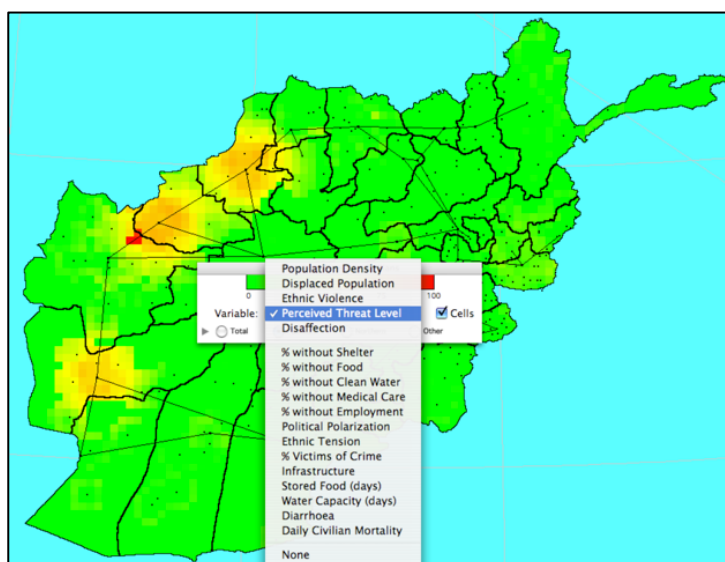 Population Density
Displaced Population
0 100
Ethnic Violence
Variable: ✓ Perceived Threat Level Cells
Total Disaffection Other
% without Shelter
% without Food
% without Clean Water
% without Medical Care
% without Employment
Political Polarization
Ethnic Tension
% Victims of Crime
Infrastructure
Stored Food (days)
Water Capacity (days)
Diarrhoea
Daily Civilian Mortality
None